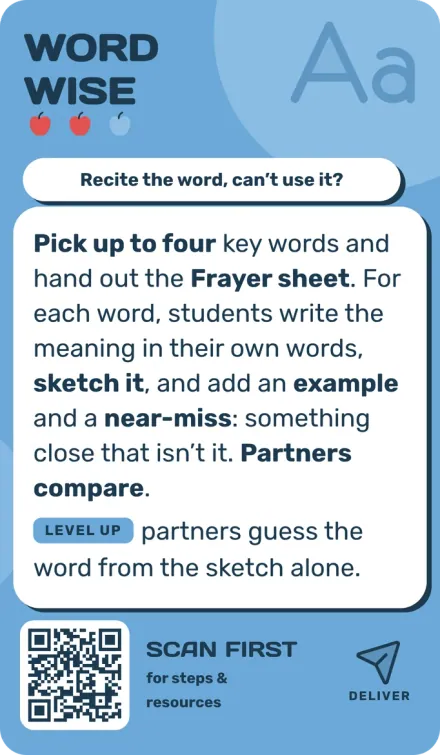 WORD
WISE
Aa
Recite the word, can’t use it?
Pick up to four key words and
hand out the Frayer sheet. For
each word, students write the
meaning in their own words,
sketch it, and add an example
and a near-miss: something
close that isn’t it. Partners
compare.
LEVEL UP partners guess the
word from the sketch alone.
SCAN FIRST
for steps &
resources
DELIVER